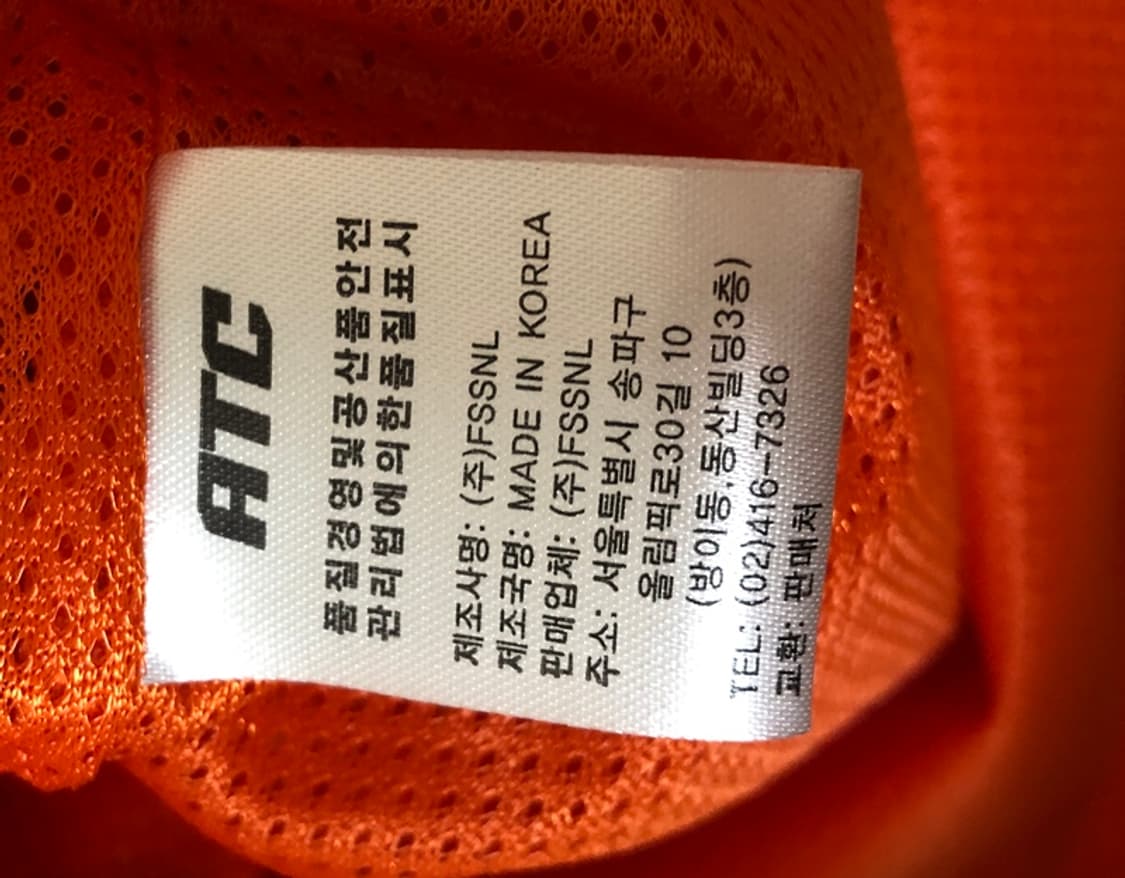 ATC
품질경영및공산품안전
관리법에의한품질표시
제조사명: (주)FSSNL
제조국명: MADE IN KOREA
판매업체: (주)FSSNL
주소: 서울특별시 송파구
올림픽로30길 10
(방이동,동산빌딩3층)
TEL: (02)416-7326
교환: 판매처